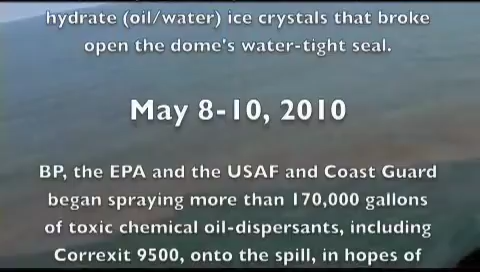 hydrate (oil/water) ice crystals that broke
open the dome's water-tight seal.
May 8-10, 2010
BP, the EPA and the USAF and Coast Guard
began spraying more than 170,000 gallons
of toxic chemical oil-dispersants, including
Correxit 9500, onto the spill, in hopes of